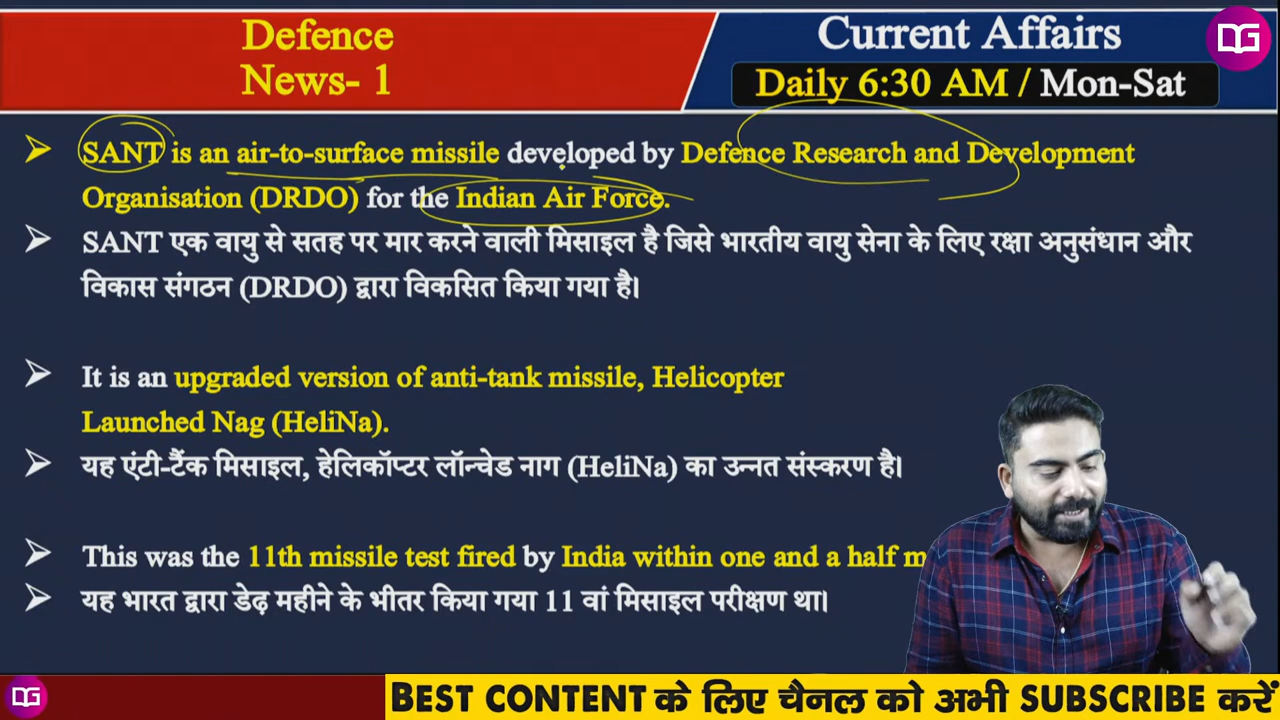 Defence
News- 1
Current Affairs
Daily 6:30 AM / Mon-Sat
DG
SANT is an air-to-surface missile developed by Defence Research and Development
Organisation (DRDO) for the Indian Air Force.
SANT एक वायु से सतह पर मार करने वाली मिसाइल है जिसे भारतीय वायु सेना के लिए रक्षा अनुसंधान और
विकास संगठन (DRDO) द्वारा विकसित किया गया है।
It is an upgraded version of anti-tank missile, Helicopter
Launched Nag (HeliNa).
यह एंटी-टैंक मिसाइल, हेलिकॉप्टर लॉन्चेड नाग (HeliNa) का उन्नत संस्करण है।
This was the 11th missile test fired by India within one and a half m
यह भारत द्वारा डेढ़ महीने के भीतर किया गया 11 वां मिसाइल परीक्षण था।
DG
BEST CONTENT के लिए चैनल को अभी SUBSCRIBE करें